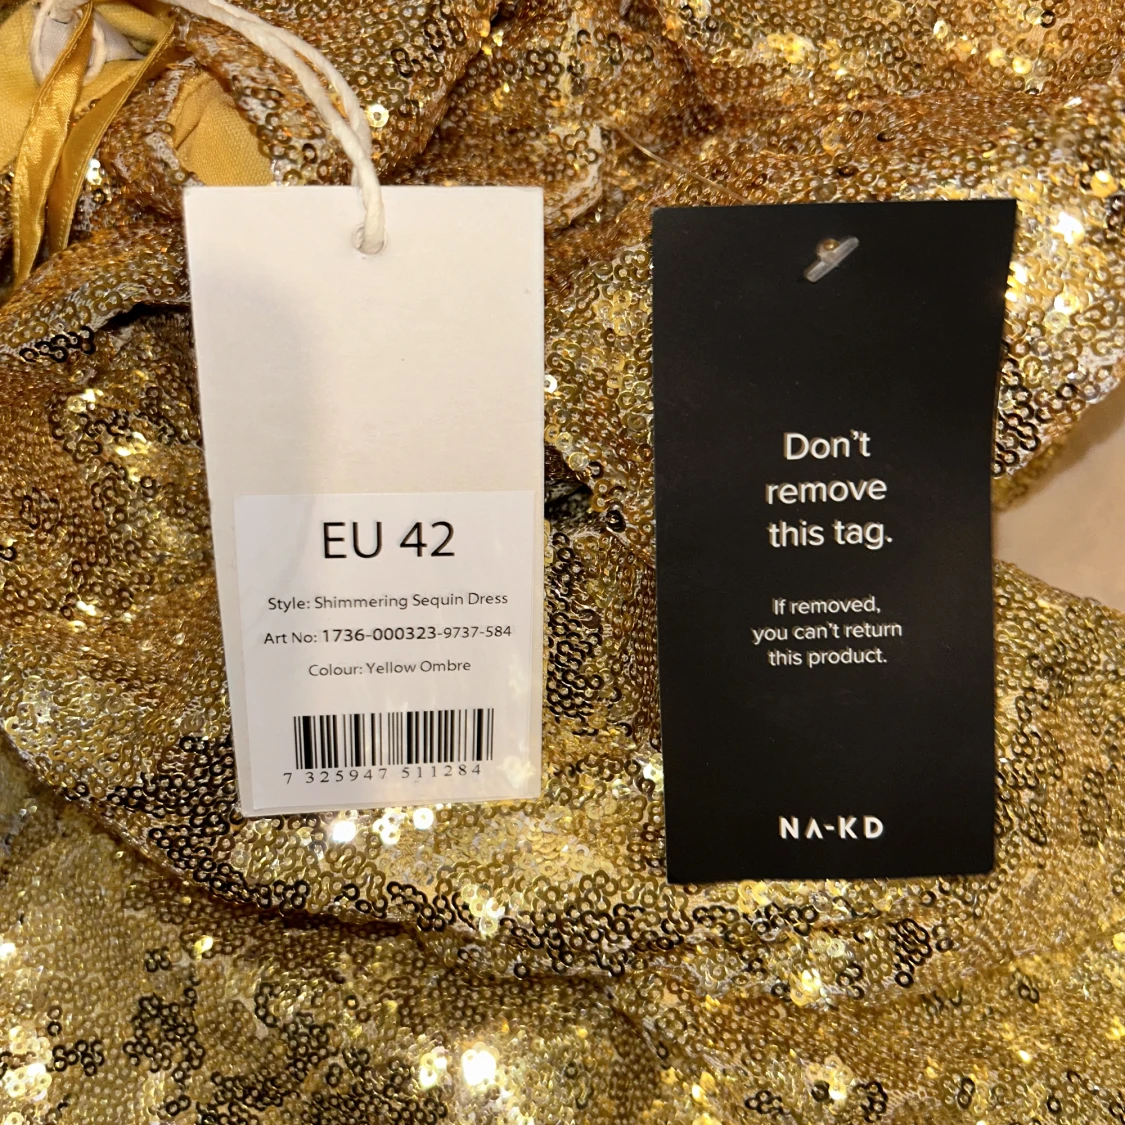 EU 42
Style: Shimmering Sequin Dress
Art No: 1736-000323-9737-584
Colour: Yellow Ombre
7 325947 511284
Don't
remove
this tag.
If removed,
you can't return
this product.
NA-KD